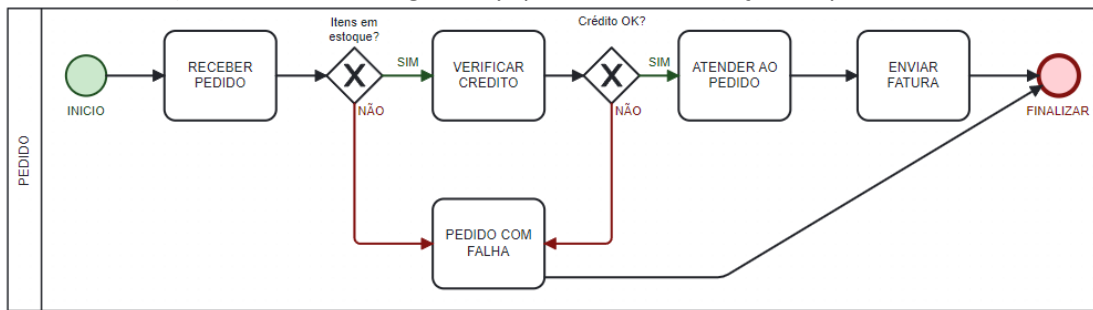 Itens em
estoque?
Crédito OK?
RECEBER
PEDIDO
SIM
VERIFICAR
CREDITO
SIM
ATENDER AO
PEDIDO
ENVIAR
FATURA
INICIO
NÃO
NÃO
FINALIZAR
PEDIDO
PEDIDO COM
FALHA